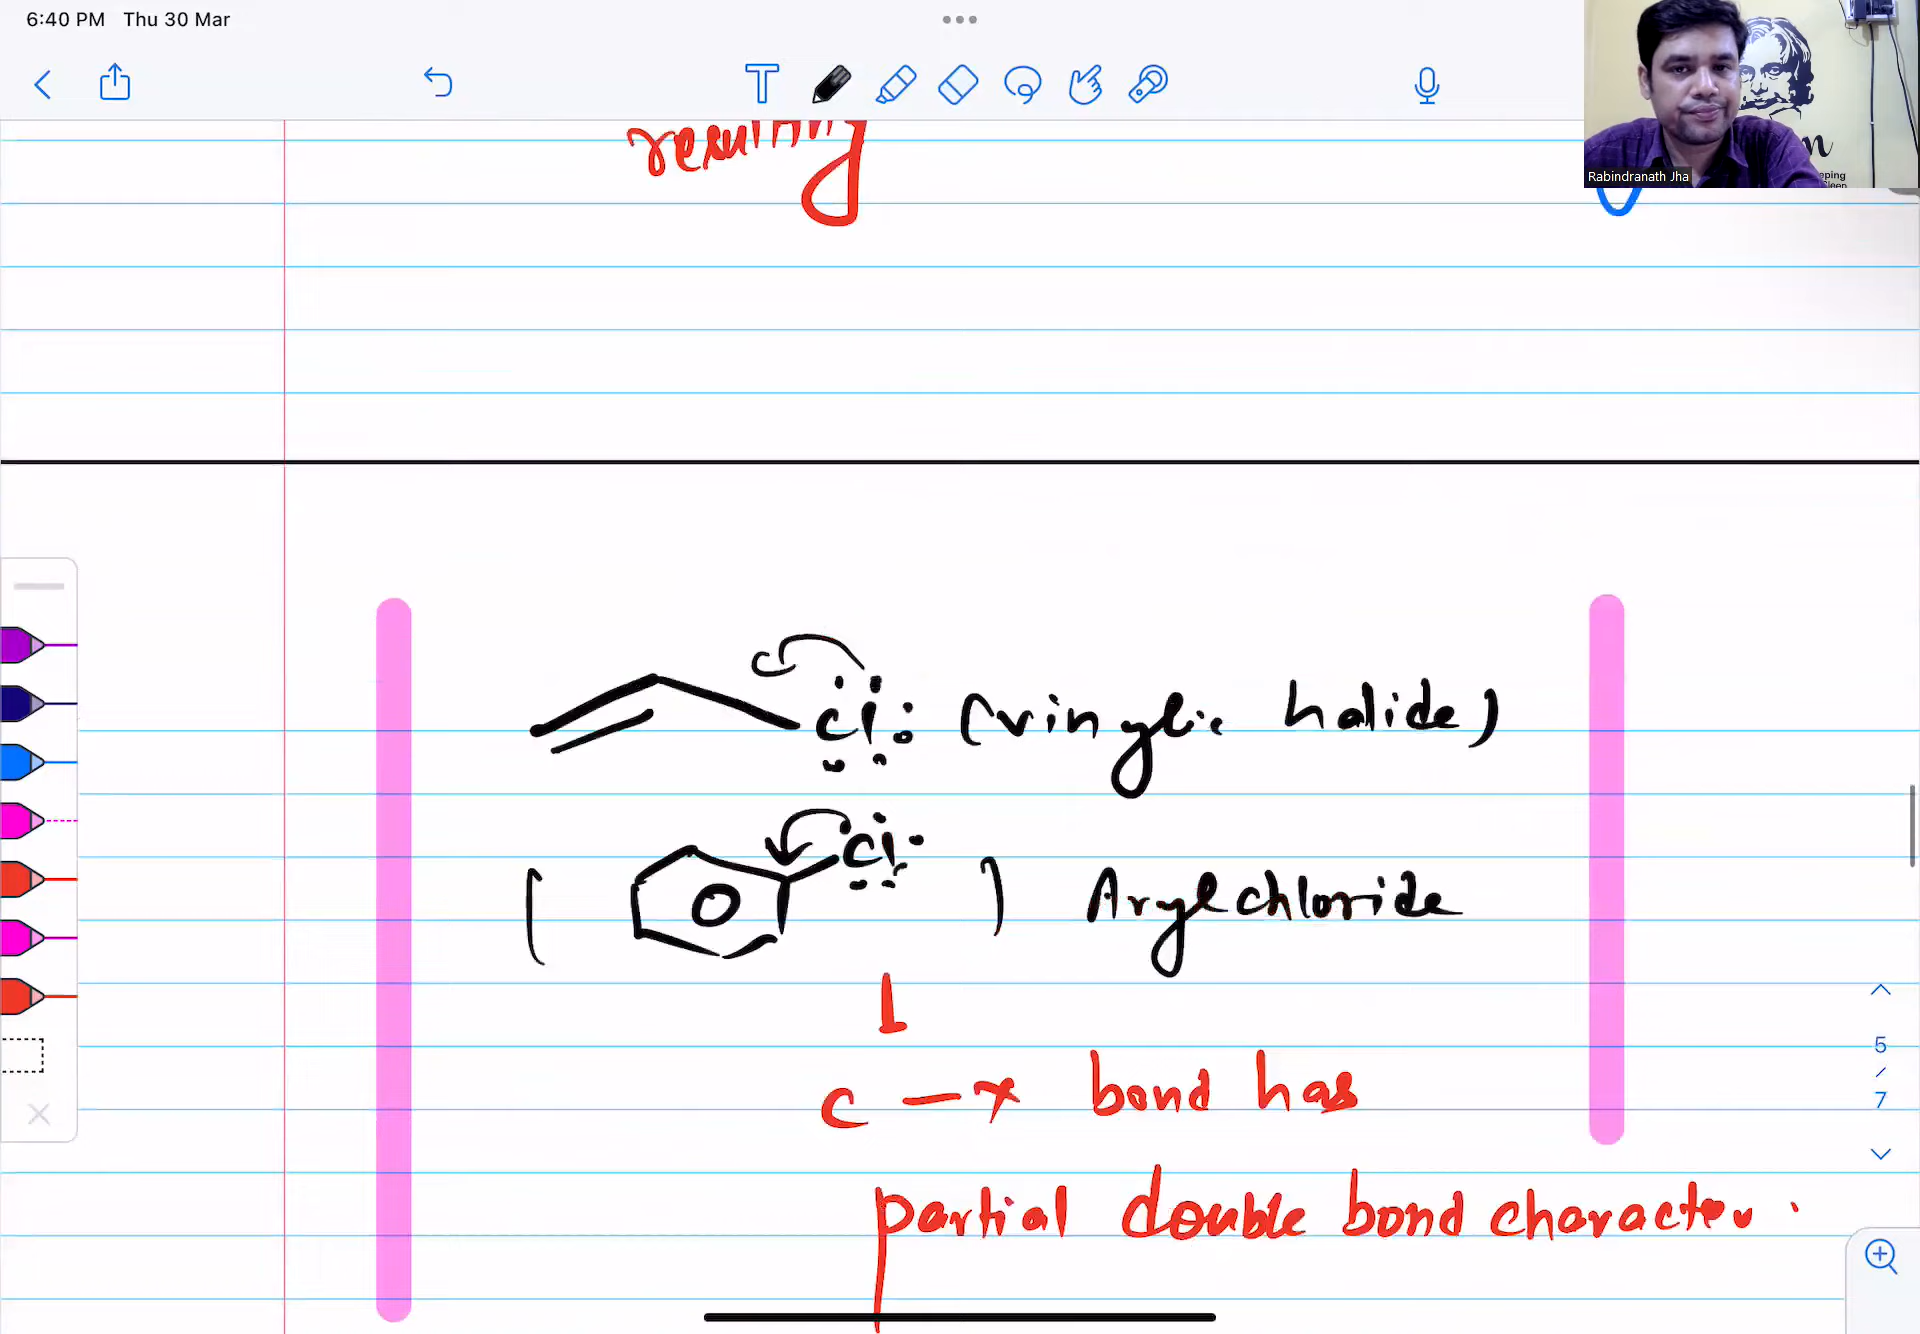 6:40 PM Thu 30 Mar
Rabindranath Jha
Cl (vinylic halide)
Cl
Aryl chloride
C - X bond has
partial double bond character.
5
/
7